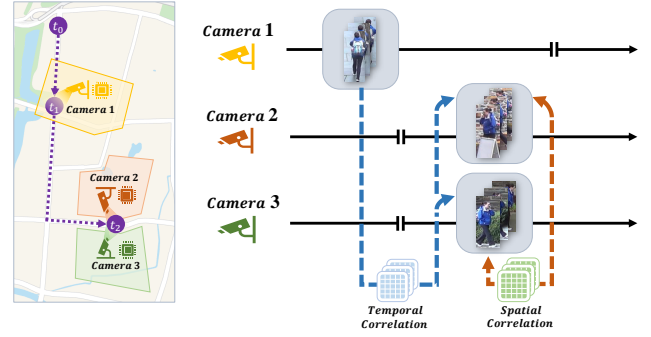 t0
t1
Camera 1
Camera 2
t2
Camera 3
Camera 1
Camera 2
Camera 3
Temporal
Correlation
Spatial
Correlation